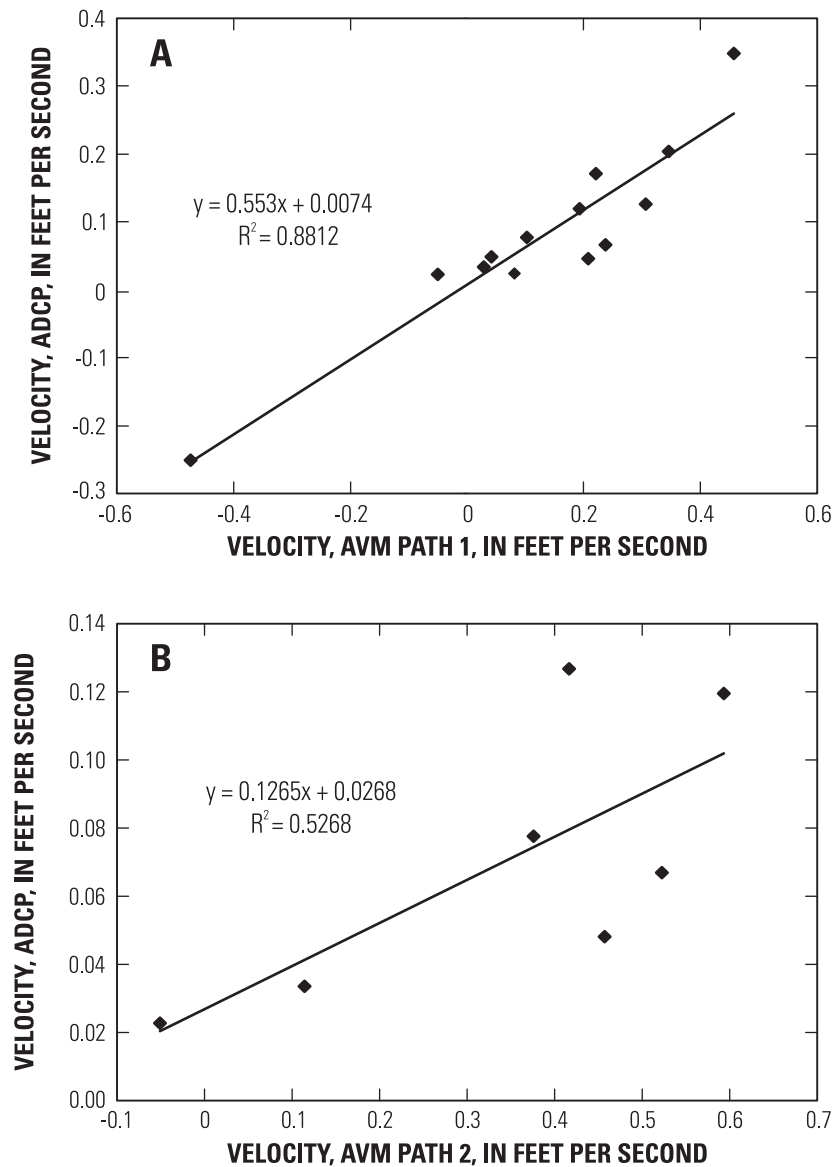 A
0.4
0.3
0.2
0.1
0
-0.1
-0.2
-0.3
VELOCITY, ADCP, IN FEET PER SECOND
y = 0.553x + 0.0074
R² = 0.8812
-0.6 -0.4 -0.2 0 0.2 0.4 0.6
VELOCITY, AVM PATH 1, IN FEET PER SECOND
B
0.14
0.12
0.10
0.08
0.06
0.04
0.02
0.00
VELOCITY, ADCP, IN FEET PER SECOND
y = 0.1265x + 0.0268
R² = 0.5268
-0.1 0 0.1 0.2 0.3 0.4 0.5 0.6 0.7
VELOCITY, AVM PATH 2, IN FEET PER SECOND